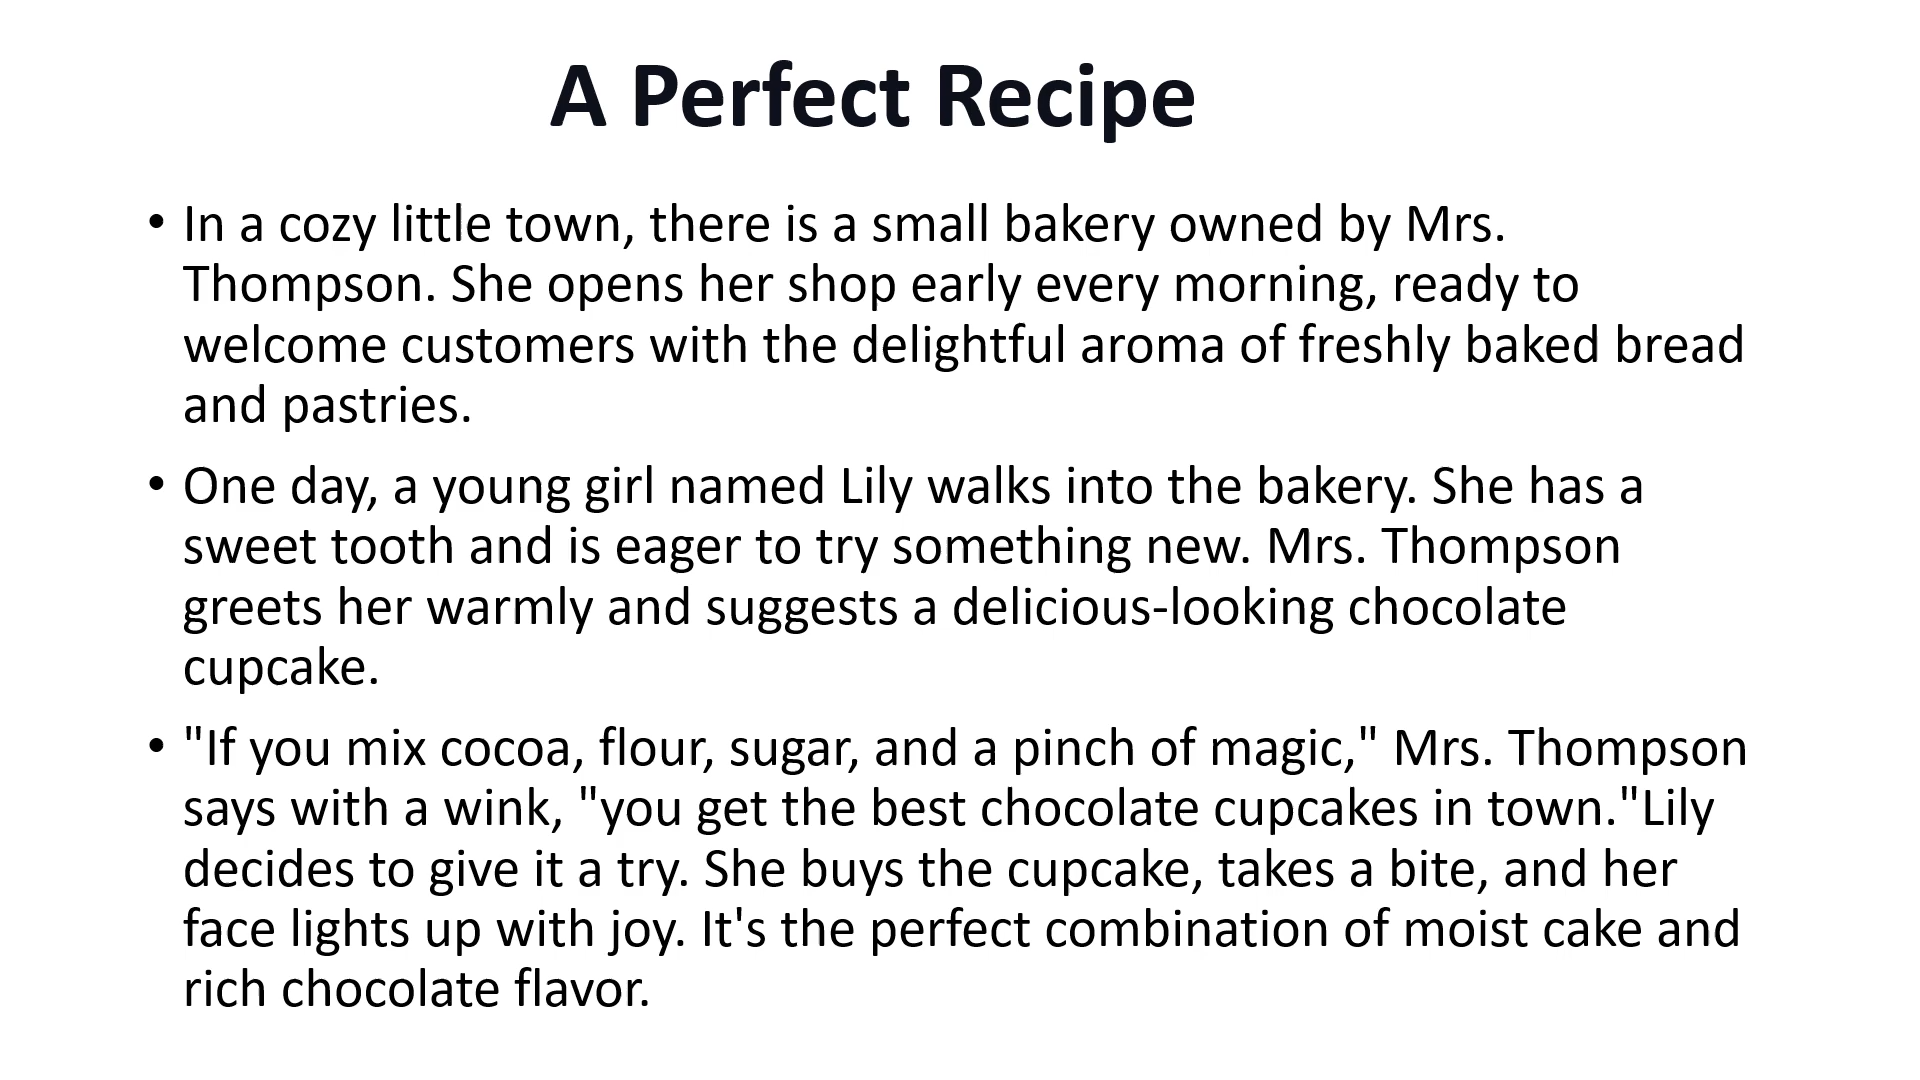 A Perfect Recipe
• In a cozy little town, there is a small bakery owned by Mrs.
Thompson. She opens her shop early every morning, ready to
welcome customers with the delightful aroma of freshly baked bread
and pastries.
• One day, a young girl named Lily walks into the bakery. She has a
sweet tooth and is eager to try something new. Mrs. Thompson
greets her warmly and suggests a delicious-looking chocolate
cupcake.
• "If you mix cocoa, flour, sugar, and a pinch of magic," Mrs. Thompson
says with a wink, "you get the best chocolate cupcakes in town."Lily
decides to give it a try. She buys the cupcake, takes a bite, and her
face lights up with joy. It's the perfect combination of moist cake and
rich chocolate flavor.